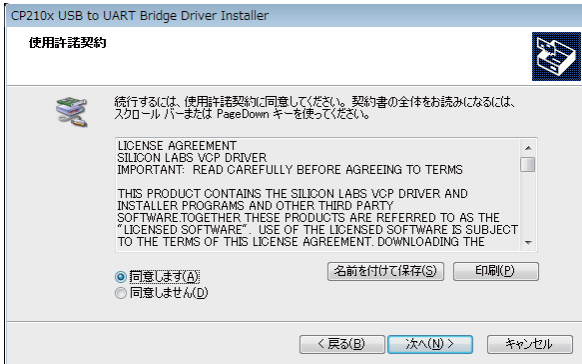 CP210x USB to UART Bridge Driver Installer
使用許諾契約
続行するには、使用許諾契約に同意してください。契約書の全体をお読みになるには、
スクロール バーまたは PageDown キーを使ってください。
LICENSE AGREEMENT
SILICON LABS VCP DRIVER
IMPORTANT: READ CAREFULLY BEFORE AGREEING TO TERMS
THIS PRODUCT CONTAINS THE SILICON LABS VCP DRIVER AND
INSTALLER PROGRAMS AND OTHER THIRD PARTY
SOFTWARE.TOGETHER THESE PRODUCTS ARE REFERRED TO AS THE
"LICENSED SOFTWARE". USE OF THE LICENSED SOFTWARE IS SUBJECT
TO THE TERMS OF THIS LICENSE AGREEMENT. DOWNLOADING THE
同意します(A)
名前を付けて保存(S) 印刷(P)
同意しません(D)
< 戻る(B) 次へ(N) > キャンセル